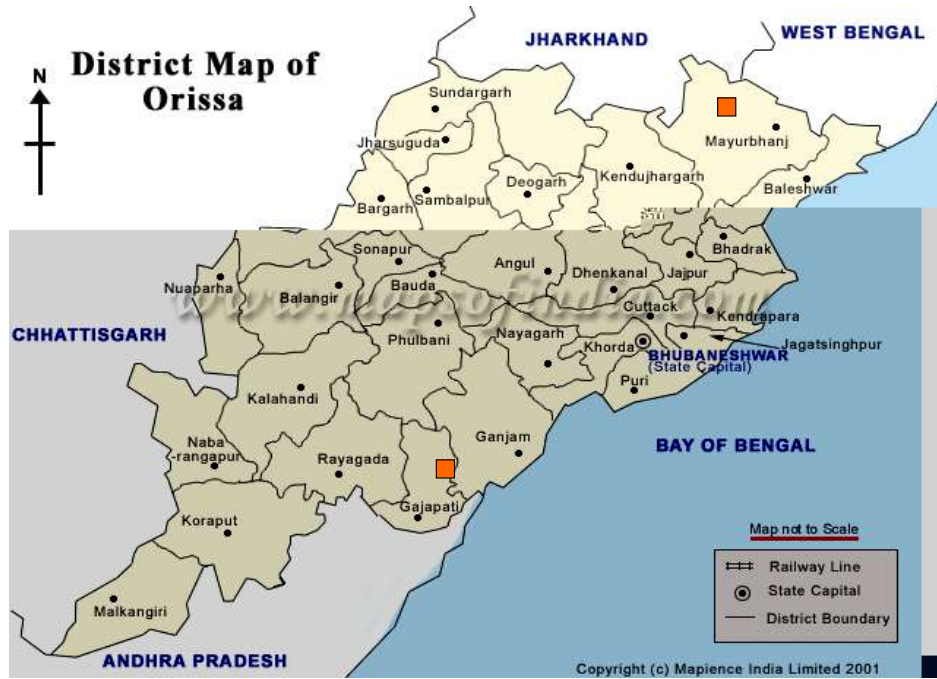 JHARKHAND
WEST BENGAL
District Map of
Orissa
N
Sundargarh
Jharsuguda
Mayurbhanj
Deogarh
Kendujhargarh
Baleshwar
Sambalpur
Bargarh
Sonapur
Bhadrak
Angul
Dhenkanal
Jajpur
Nuaparha
Balangir
Bauda
www.mapsofindia.com
Cuttack
Kendrapara
CHHATTISGARH
Phulbani
Nayagarh
Khorda
Jagatsinghpur
BHUBANESHWAR
(State Capital)
Puri
Kalahandi
Naba
-rangapur
Rayagada
Ganjam
BAY OF BENGAL
Gajapati
Koraput
Map not to Scale
Railway Line
State Capital
District Boundary
Malkangiri
ANDHRA PRADESH
Copyright (c) Mapience India Limited 2001